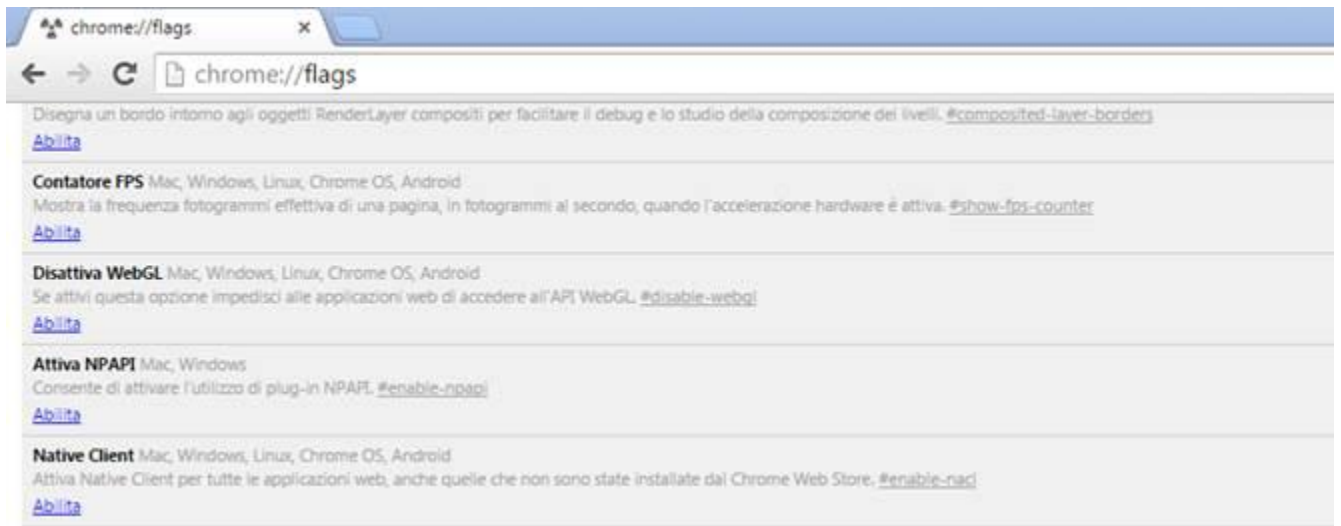 chrome://flags
chrome://flags
Disegna un bordo intorno agli oggetti RenderLayer compositi per facilitare il debug e lo studio della composizione dei livelli. #composited-layer-borders
Abilita
Contatore FPS Mac, Windows, Linux, Chrome OS, Android
Mostra la frequenza fotogrammi effettiva di una pagina, in fotogrammi al secondo, quando l'accelerazione hardware è attiva. #show-fps-counter
Abilita
Disattiva WebGL Mac, Windows, Linux, Chrome OS, Android
Se attivi questa opzione impedisci alle applicazioni web di accedere all'API WebGL. #disable-webgl
Abilita
Attiva NPAPI Mac, Windows
Consente di attivare l'utilizzo di plug-in NPAPI. #enable-npapi
Abilita
Native Client Mac, Windows, Linux, Chrome OS, Android
Attiva Native Client per tutte le applicazioni web, anche quelle che non sono state installate dal Chrome Web Store. #enable-nacl
Abilita